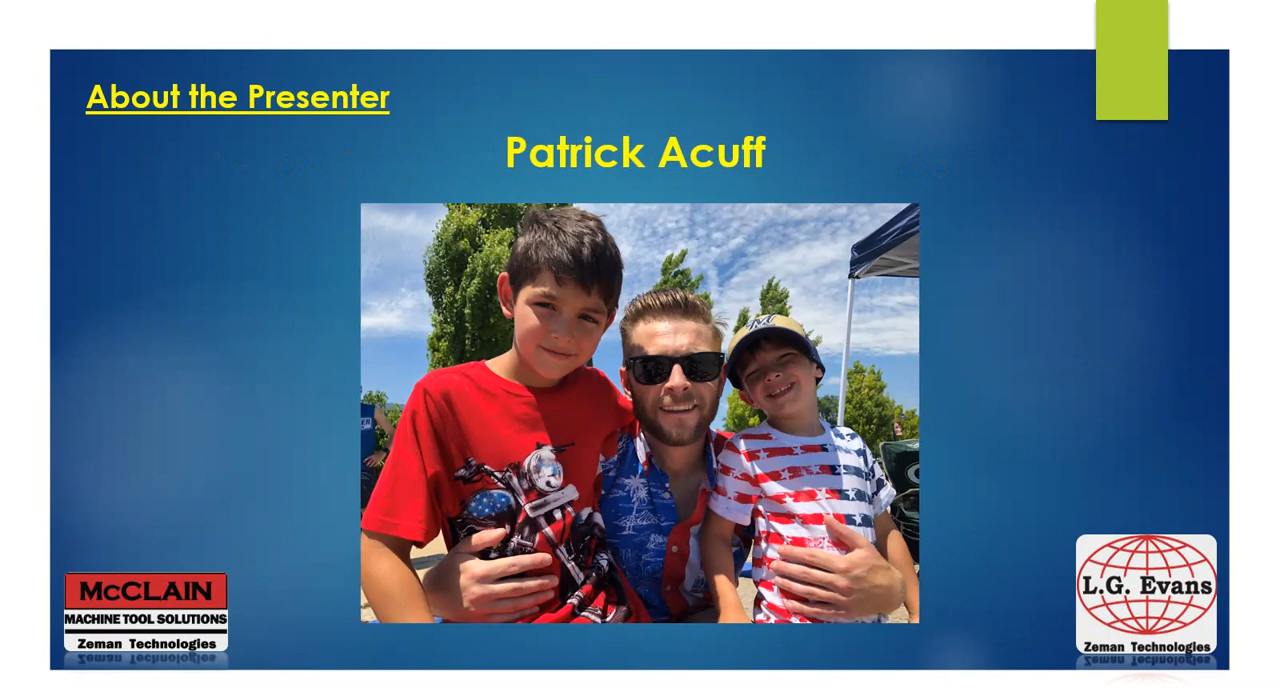 About the Presenter
Patrick Acuff
M
McCLAIN
MACHINE TOOL SOLUTIONS
Zeman Technologies
L.G. Evans
Zeman Technologies